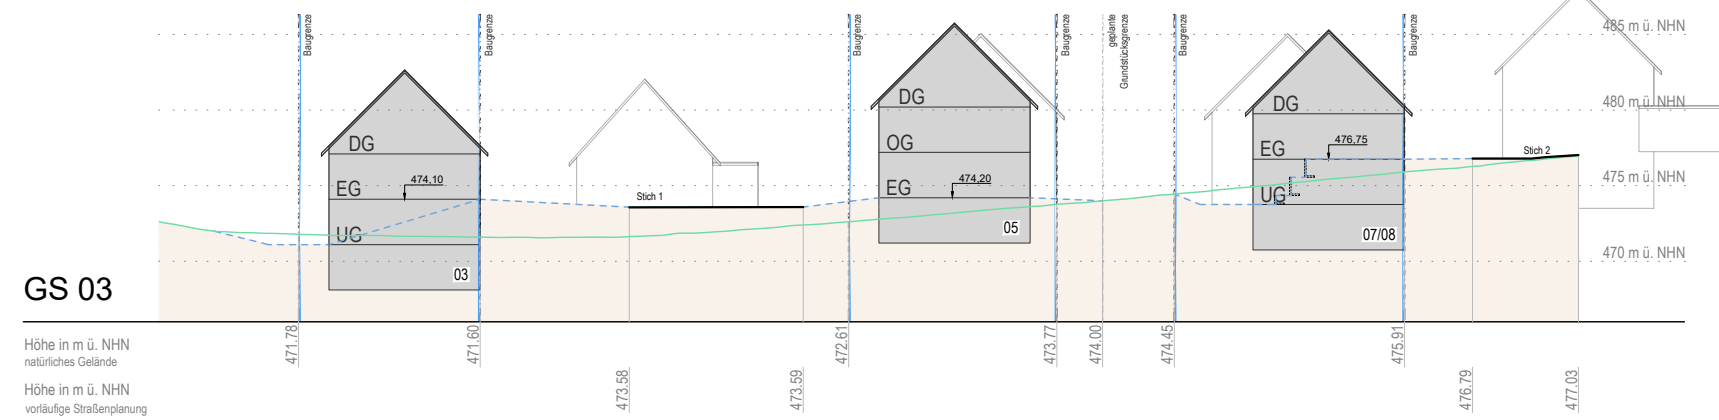 Baugrenze
Baugrenze
Baugrenze
Baugrenze
geplante
Grundstücksgrenze
Baugrenze
Baugrenze
485 m ü. NHN
480 m ü. NHN
475 m ü. NHN
470 m ü. NHN
DG
EG
474,10
UG
03
Stich 1
DG
OG
EG
474,20
05
DG
EG
476,75
UG
07/08
Stich 2
GS 03
Höhe in m ü. NHN
natürliches Gelände
471.78
471.60
472.61
473.77
474.00
474.45
475.91
Höhe in m ü. NHN
vorläufige Straßenplanung
473.58
473.59
476.79
477.03